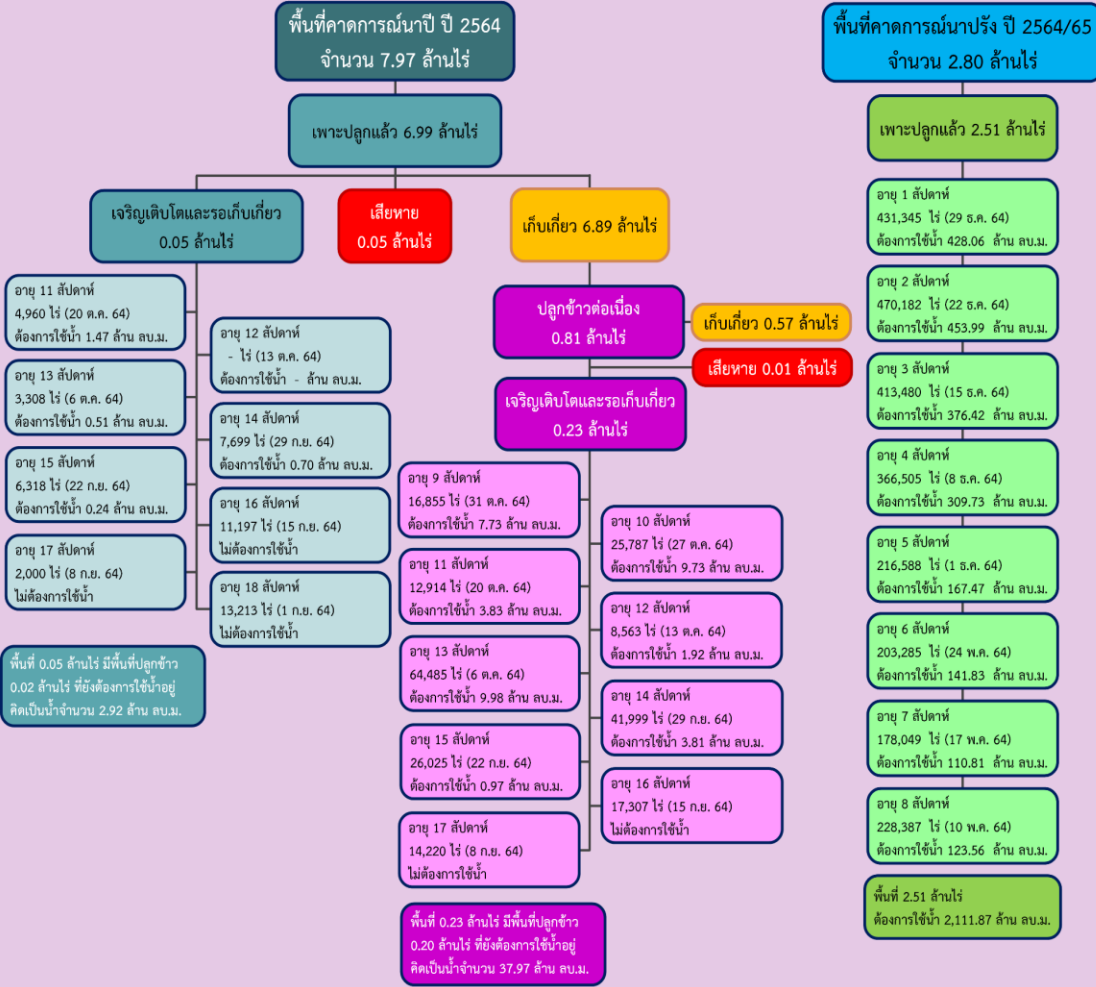 พื้นที่คาดการณ์นาปี ปี 2564
จำนวน 7.97 ล้านไร่
เพาะปลูกแล้ว 6.99 ล้านไร่
เจริญเติบโตและรอเก็บเกี่ยว
0.05 ล้านไร่
เสียหาย
0.05 ล้านไร่
เก็บเกี่ยว 6.89 ล้านไร่
อายุ 11 สัปดาห์
4,960 ไร่ (20 ต.ค. 64)
ต้องการใช้น้ำ 1.47 ล้าน ลบ.ม.
อายุ 12 สัปดาห์
- ไร่ (13 ต.ค. 64)
ต้องการใช้น้ำ - ล้าน ลบ.ม.
อายุ 13 สัปดาห์
3,308 ไร่ (6 ต.ค. 64)
ต้องการใช้น้ำ 0.51 ล้าน ลบ.ม.
อายุ 14 สัปดาห์
7,699 ไร่ (29 ก.ย. 64)
ต้องการใช้น้ำ 0.70 ล้าน ลบ.ม.
อายุ 15 สัปดาห์
6,318 ไร่ (22 ก.ย. 64)
ต้องการใช้น้ำ 0.24 ล้าน ลบ.ม.
อายุ 16 สัปดาห์
11,197 ไร่ (15 ก.ย. 64)
ไม่ต้องการใช้น้ำ
อายุ 17 สัปดาห์
2,000 ไร่ (8 ก.ย. 64)
ไม่ต้องการใช้น้ำ
อายุ 18 สัปดาห์
13,213 ไร่ (1 ก.ย. 64)
ไม่ต้องการใช้น้ำ
พื้นที่ 0.05 ล้านไร่ มีพื้นที่ปลูกข้าว
0.02 ล้านไร่ ที่ยังต้องการใช้น้ำอยู่
คิดเป็นน้ำจำนวน 2.92 ล้าน ลบ.ม.
ปลูกข้าวต่อเนื่อง
0.81 ล้านไร่
เก็บเกี่ยว 0.57 ล้านไร่
เสียหาย 0.01 ล้านไร่
เจริญเติบโตและรอเก็บเกี่ยว
0.23 ล้านไร่
อายุ 9 สัปดาห์
16,855 ไร่ (31 ต.ค. 64)
ต้องการใช้น้ำ 7.73 ล้าน ลบ.ม.
อายุ 10 สัปดาห์
25,787 ไร่ (27 ต.ค. 64)
ต้องการใช้น้ำ 9.73 ล้าน ลบ.ม.
อายุ 11 สัปดาห์
12,914 ไร่ (20 ต.ค. 64)
ต้องการใช้น้ำ 3.83 ล้าน ลบ.ม.
อายุ 12 สัปดาห์
8,563 ไร่ (13 ต.ค. 64)
ต้องการใช้น้ำ 1.92 ล้าน ลบ.ม.
อายุ 13 สัปดาห์
64,485 ไร่ (6 ต.ค. 64)
ต้องการใช้น้ำ 9.98 ล้าน ลบ.ม.
อายุ 14 สัปดาห์
41,999 ไร่ (29 ก.ย. 64)
ต้องการใช้น้ำ 3.81 ล้าน ลบ.ม.
อายุ 15 สัปดาห์
26,025 ไร่ (22 ก.ย. 64)
ต้องการใช้น้ำ 0.97 ล้าน ลบ.ม.
อายุ 16 สัปดาห์
17,307 ไร่ (15 ก.ย. 64)
ไม่ต้องการใช้น้ำ
อายุ 17 สัปดาห์
14,220 ไร่ (8 ก.ย. 64)
ไม่ต้องการใช้น้ำ
พื้นที่ 0.23 ล้านไร่ มีพื้นที่ปลูกข้าว
0.20 ล้านไร่ ที่ยังต้องการใช้น้ำอยู่
คิดเป็นน้ำจำนวน 37.97 ล้าน ลบ.ม.
พื้นที่คาดการณ์นาปรัง ปี 2564/65
จำนวน 2.80 ล้านไร่
เพาะปลูกแล้ว 2.51 ล้านไร่
อายุ 1 สัปดาห์
431,345 ไร่ (29 ธ.ค. 64)
ต้องการใช้น้ำ 428.06 ล้าน ลบ.ม.
อายุ 2 สัปดาห์
470,182 ไร่ (22 ธ.ค. 64)
ต้องการใช้น้ำ 453.99 ล้าน ลบ.ม.
อายุ 3 สัปดาห์
413,480 ไร่ (15 ธ.ค. 64)
ต้องการใช้น้ำ 376.42 ล้าน ลบ.ม.
อายุ 4 สัปดาห์
366,505 ไร่ (8 ธ.ค. 64)
ต้องการใช้น้ำ 309.73 ล้าน ลบ.ม.
อายุ 5 สัปดาห์
216,588 ไร่ (1 ธ.ค. 64)
ต้องการใช้น้ำ 167.47 ล้าน ลบ.ม.
อายุ 6 สัปดาห์
203,285 ไร่ (24 พ.ค. 64)
ต้องการใช้น้ำ 141.83 ล้าน ลบ.ม.
อายุ 7 สัปดาห์
178,049 ไร่ (17 พ.ค. 64)
ต้องการใช้น้ำ 110.81 ล้าน ลบ.ม.
อายุ 8 สัปดาห์
228,387 ไร่ (10 พ.ค. 64)
ต้องการใช้น้ำ 123.56 ล้าน ลบ.ม.
พื้นที่ 2.51 ล้านไร่
ต้องการใช้น้ำ 2,111.87 ล้าน ลบ.ม.